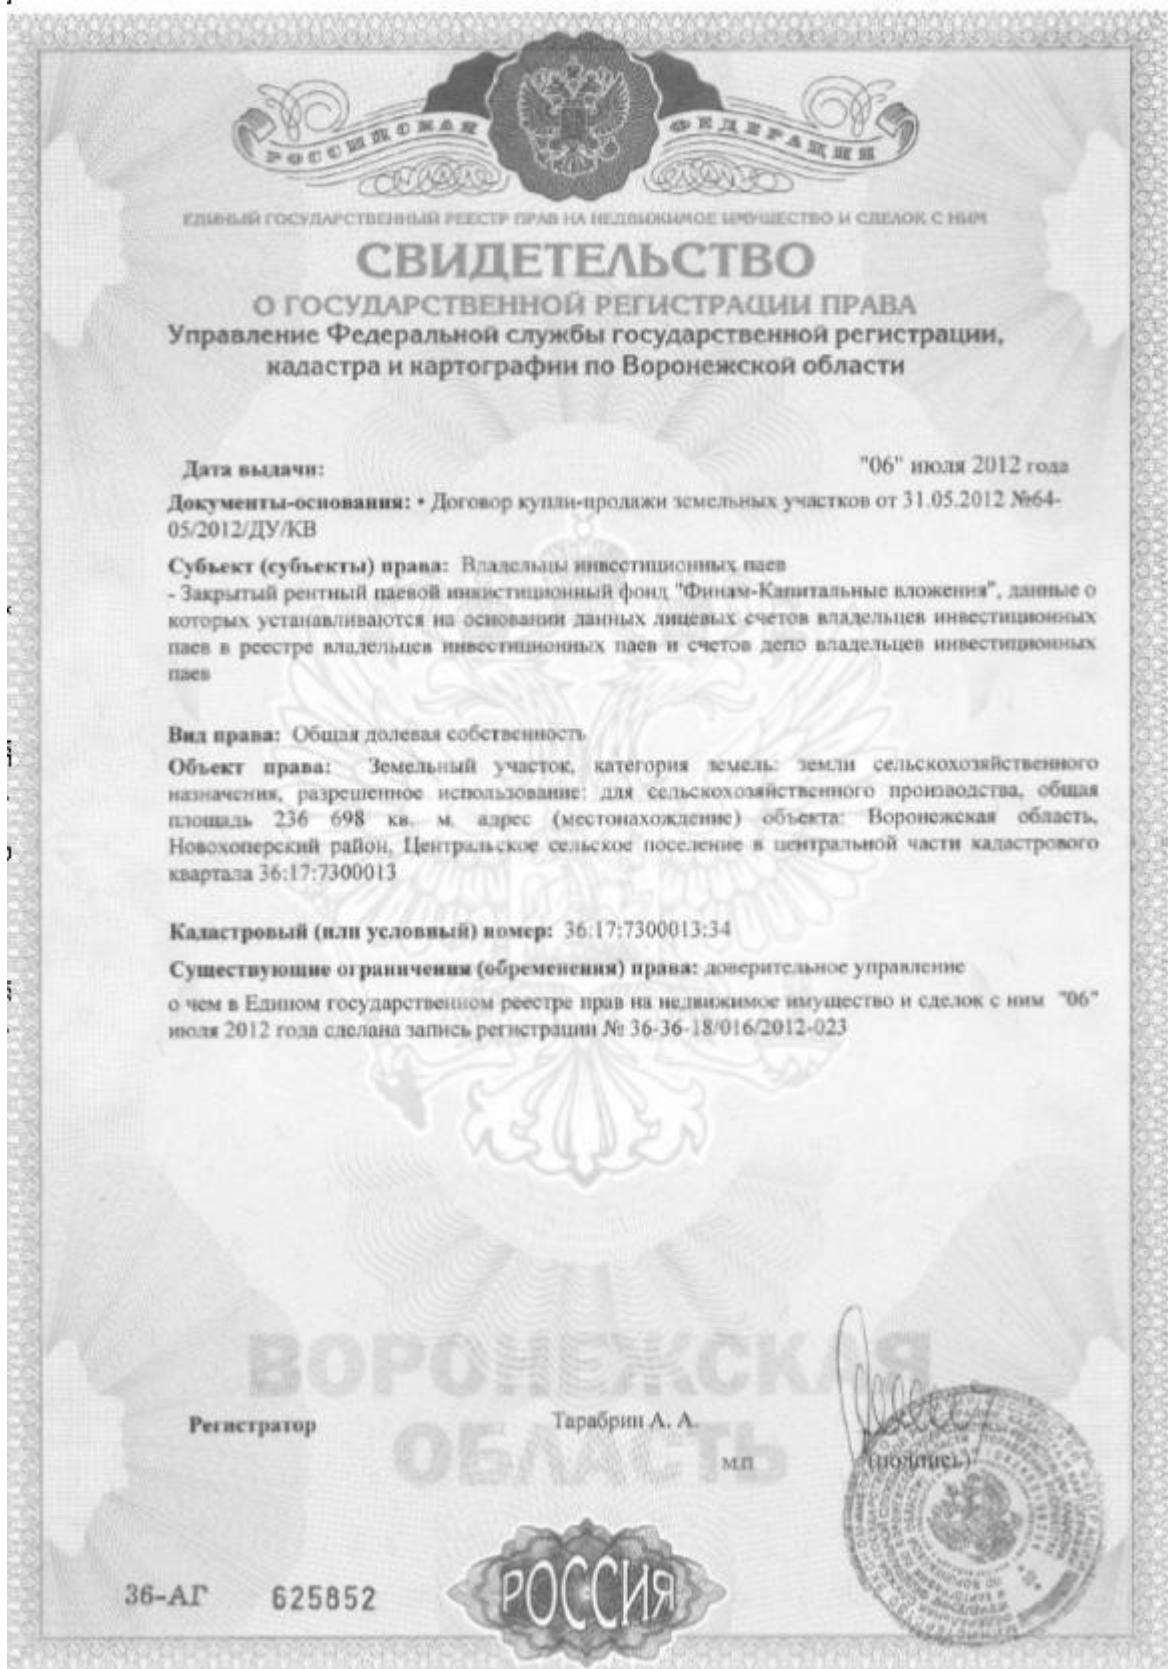 РОССИЙСКАЯ ФЕДЕРАЦИЯ
ЕДИНЫЙ ГОСУДАРСТВЕННЫЙ РЕЕСТР ПРАВ НА НЕДВИЖИМОЕ ИМУЩЕСТВО И СДЕЛОК С НИМ
СВИДЕТЕЛЬСТВО
О ГОСУДАРСТВЕННОЙ РЕГИСТРАЦИИ ПРАВА
Управление Федеральной службы государственной регистрации,
кадастра и картографии по Воронежской области
Дата выдачи: "06" июля 2012 года
Документы-основания: • Договор купли-продажи земельных участков от 31.05.2012 №64-
05/2012/ДУ/КВ
Субъект (субъекты) права: Владельцы инвестиционных паев
- Закрытый рентный паевой инвистиционный фонд "Финам-Капитальные вложения", данные о
которых устанавливаются на основании данных лицевых счетов владельцев инвестиционных
паев в реестре владельцев инвестиционных паев и счетов депо владельцев инвестиционных
паев
Вид права: Общая долевая собственность
Объект права: Земельный участок, категория земель: земли сельскохозяйственного
назначения, разрешенное использование: для сельскохозяйственного производства, общая
площадь 236 698 кв. м, адрес (местонахождение) объекта: Воронежская область,
Новохоперский район, Центральское сельское поселение в центральной части кадастрового
квартала 36:17:7300013
Кадастровый (или условный) номер: 36:17:7300013:34
Существующие ограничения (обременения) права: доверительное управление
о чем в Едином государственном реестре прав на недвижимое имущество и сделок с ним "06"
июля 2012 года сделана запись регистрации № 36-36-18/016/2012-023
ВОРОНЕЖСКАЯ
ОБЛАСТЬ
Регистратор Тарабрин А. А.
м.п. (подпись)
36-АГ 625852
РОССИЯ